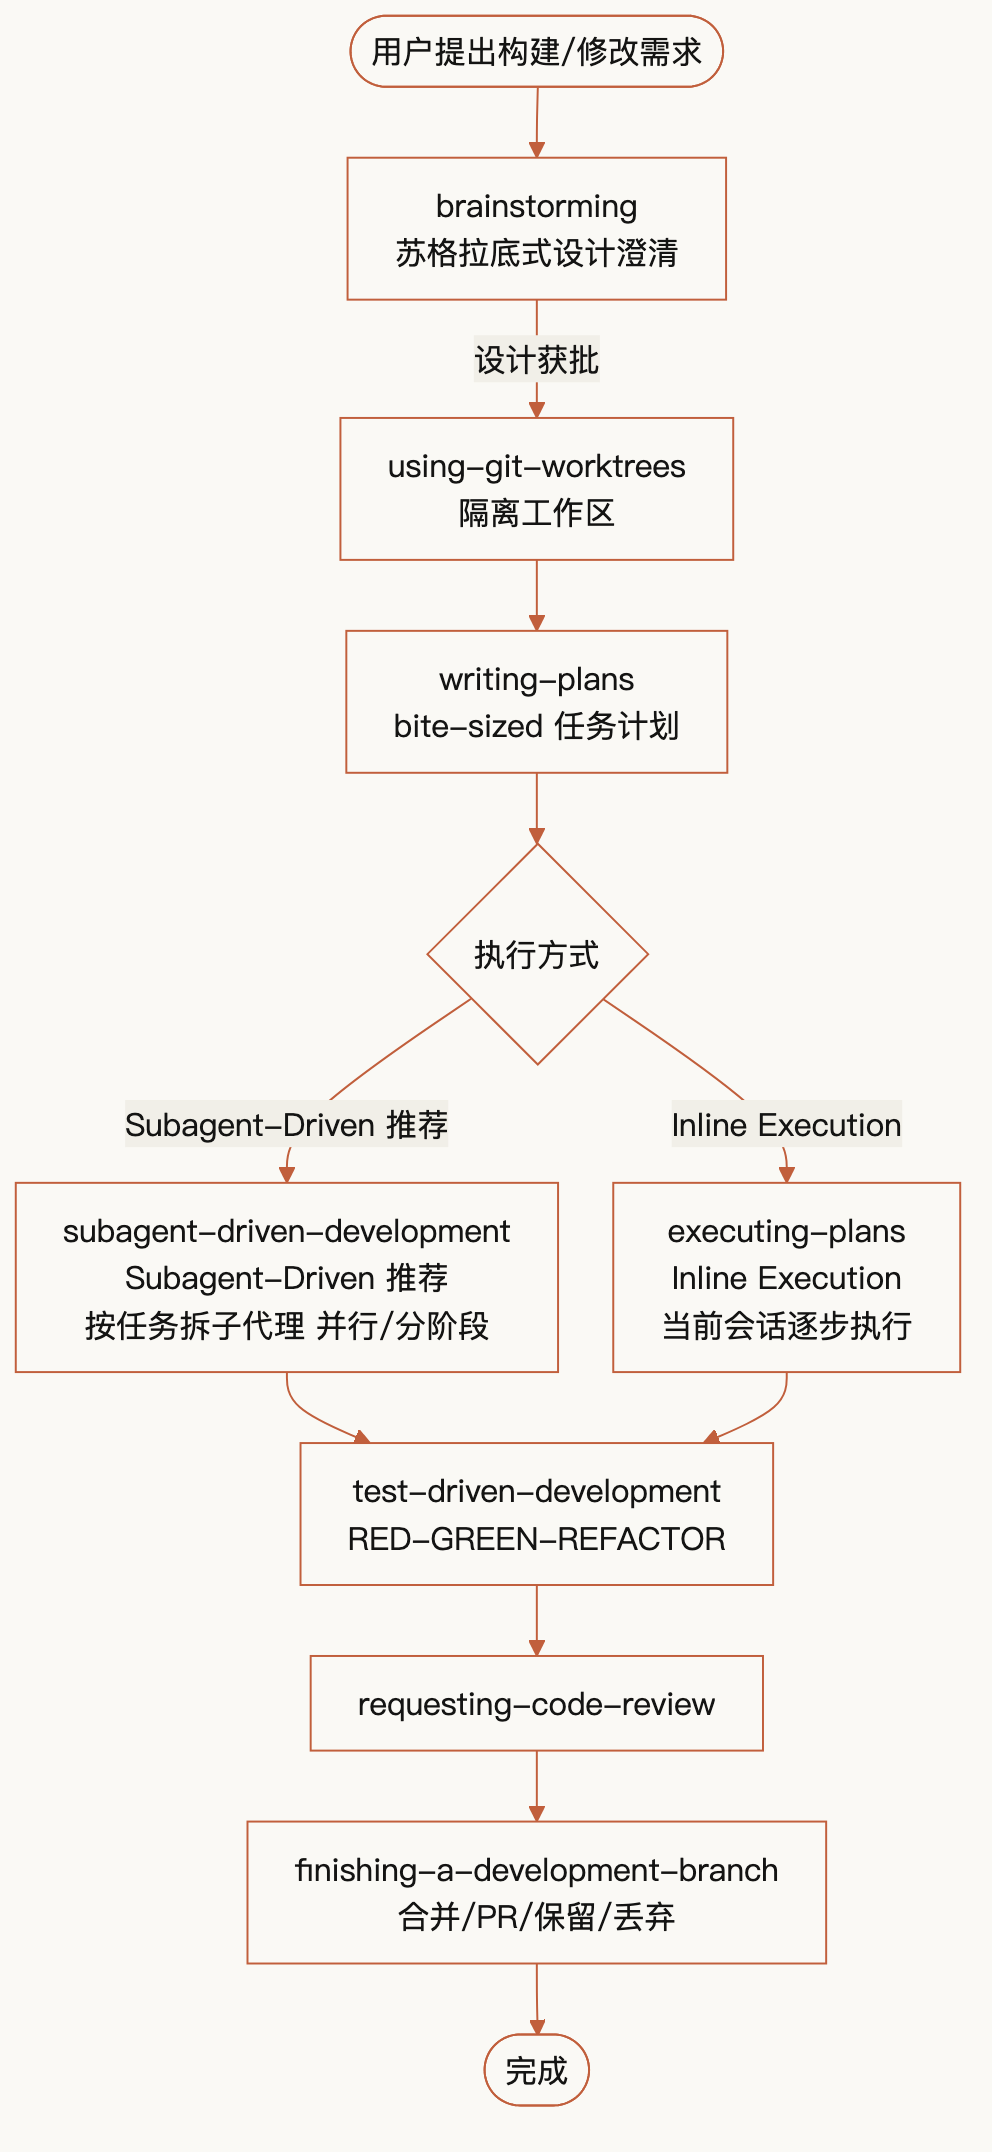 用户提出构建/修改需求
brainstorming
苏格拉底式设计澄清
设计获批
using-git-worktrees
隔离工作区
writing-plans
bite-sized 任务计划
执行方式
Subagent-Driven 推荐
Inline Execution
subagent-driven-development
Subagent-Driven 推荐
按任务拆子代理 并行/分阶段
executing-plans
Inline Execution
当前会话逐步执行
test-driven-development
RED-GREEN-REFACTOR
requesting-code-review
finishing-a-development-branch
合并/PR/保留/丢弃
完成